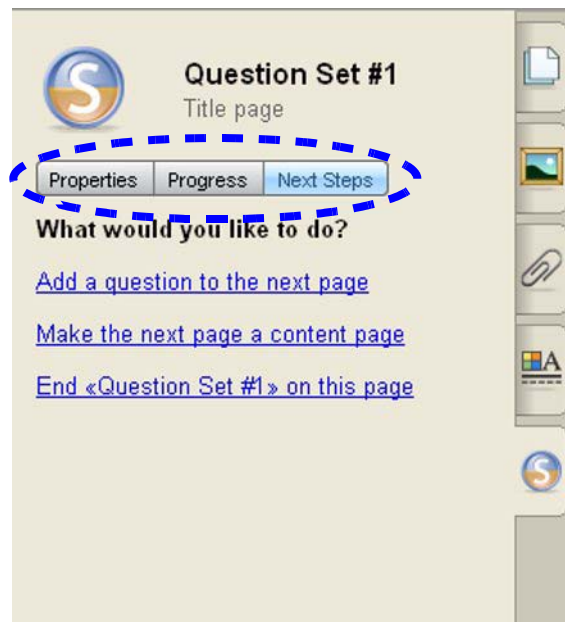 S
Question Set #1
Title page
Properties Progress Next Steps
What would you like to do?
Add a question to the next page
Make the next page a content page
End «Question Set #1» on this page
A
S